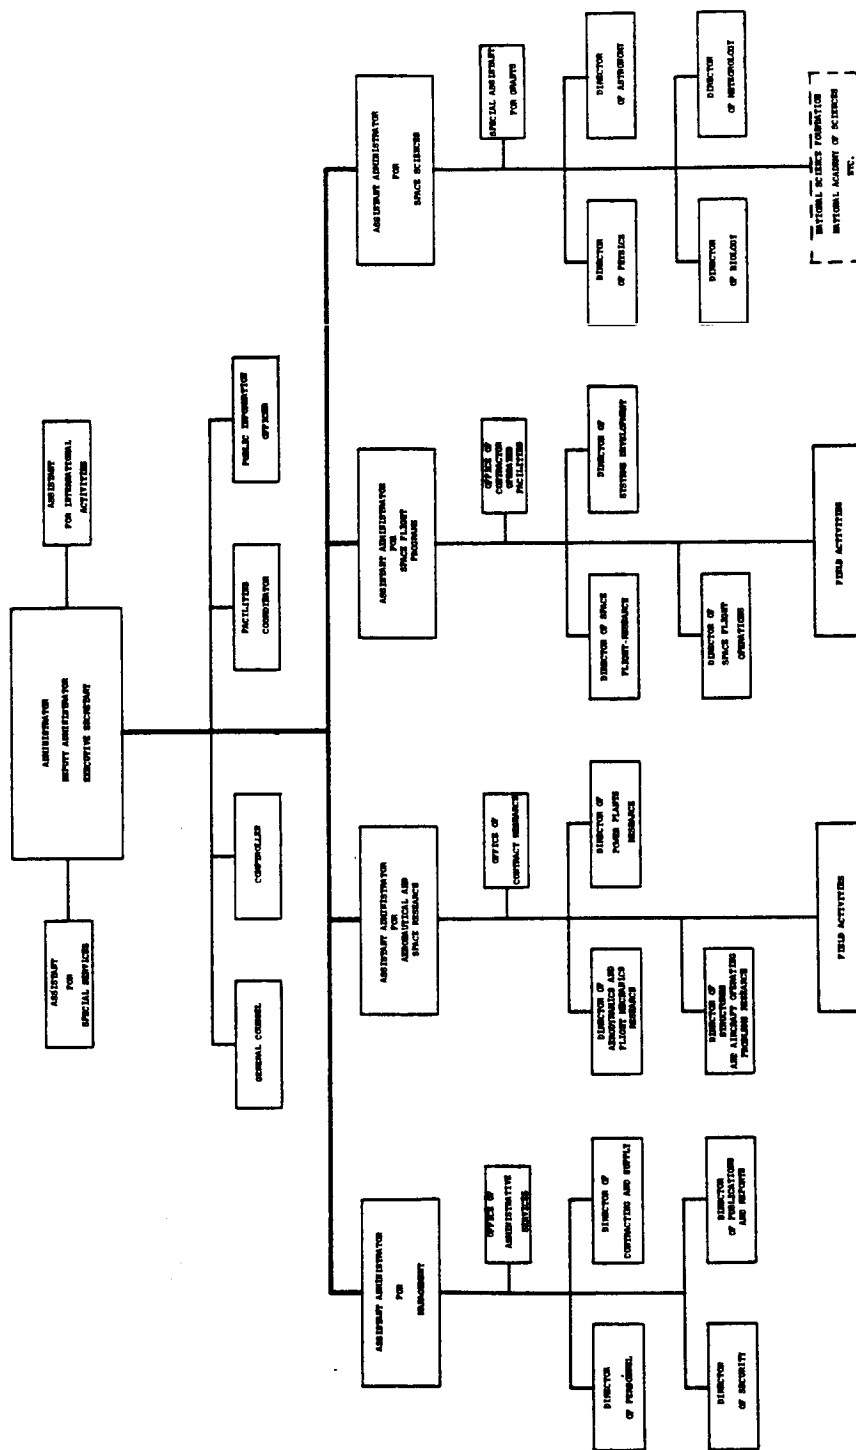 ADMINISTRATOR
DEPUTY ADMINISTRATOR
EXECUTIVE SECRETARY
ASSISTANT
FOR
SPECIAL SERVICES
ASSISTANT
FOR INTERNATIONAL
ACTIVITIES
GENERAL COUNSEL
COMPTROLLER
FACILITIES
COORDINATOR
PUBLIC INFORMATION
OFFICER
ASSISTANT ADMINISTRATOR
FOR
MANAGEMENT
ASSISTANT ADMINISTRATOR
FOR
AERONAUTICAL AND
SPACE RESEARCH
ASSISTANT ADMINISTRATOR
FOR
SPACE FLIGHT
PROGRAMS
ASSISTANT ADMINISTRATOR
FOR
SPACE SCIENCES
OFFICE OF
ADMINISTRATIVE
SERVICES
OFFICE OF
CONTRACT RESEARCH
OFFICE OF
CONTRACTOR
OPERATED
FACILITIES
SPECIAL ASSISTANT
FOR GRANTS
DIRECTOR
OF PERSONNEL
DIRECTOR OF
CONTRACTING AND SUPPLY
DIRECTOR OF
AERODYNAMICS AND
FLIGHT MECHANICS
RESEARCH
DIRECTOR OF
POWER PLANTS
RESEARCH
DIRECTOR OF SPACE
FLIGHT-RESEARCH
DIRECTOR OF
SYSTEMS DEVELOPMENT
DIRECTOR
OF PHYSICS
DIRECTOR
OF ASTRONOMY
DIRECTOR
OF SECURITY
DIRECTOR
OF PUBLICATIONS
AND REPORTS
DIRECTOR OF
STRUCTURES
AND AIRCRAFT OPERATING
PROBLEMS RESEARCH
DIRECTOR OF
SPACE FLIGHT
OPERATIONS
DIRECTOR
OF BIOLOGY
DIRECTOR
OF METEOROLOGY
FIELD ACTIVITIES
FIELD ACTIVITIES
NATIONAL SCIENCE FOUNDATION
NATIONAL ACADEMY OF SCIENCES
ETC.